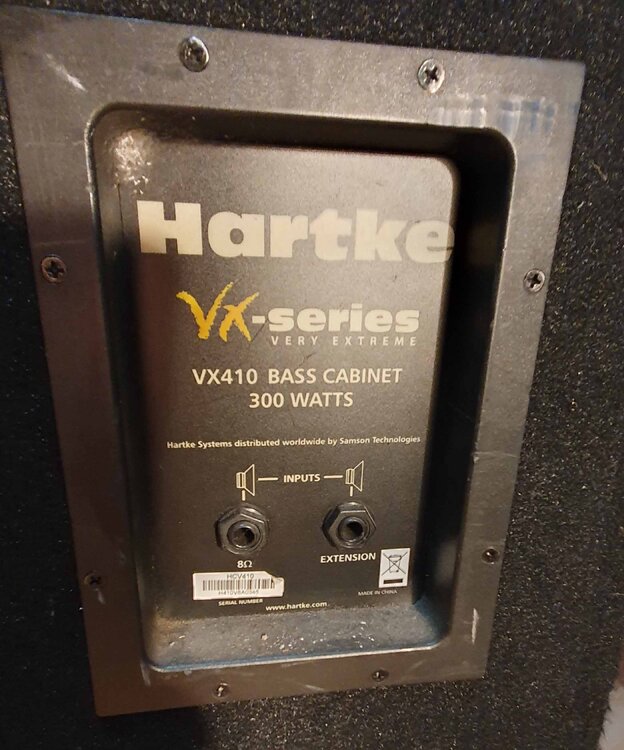 Hartke
VX-series
VERY EXTREME
VX410 BASS CABINET
300 WATTS
Hartke Systems distributed worldwide by Samson Technologies
INPUTS
8Ω
EXTENSION
HCV410
SERIAL NUMBER
MADE IN CHINA
www.hartke.com